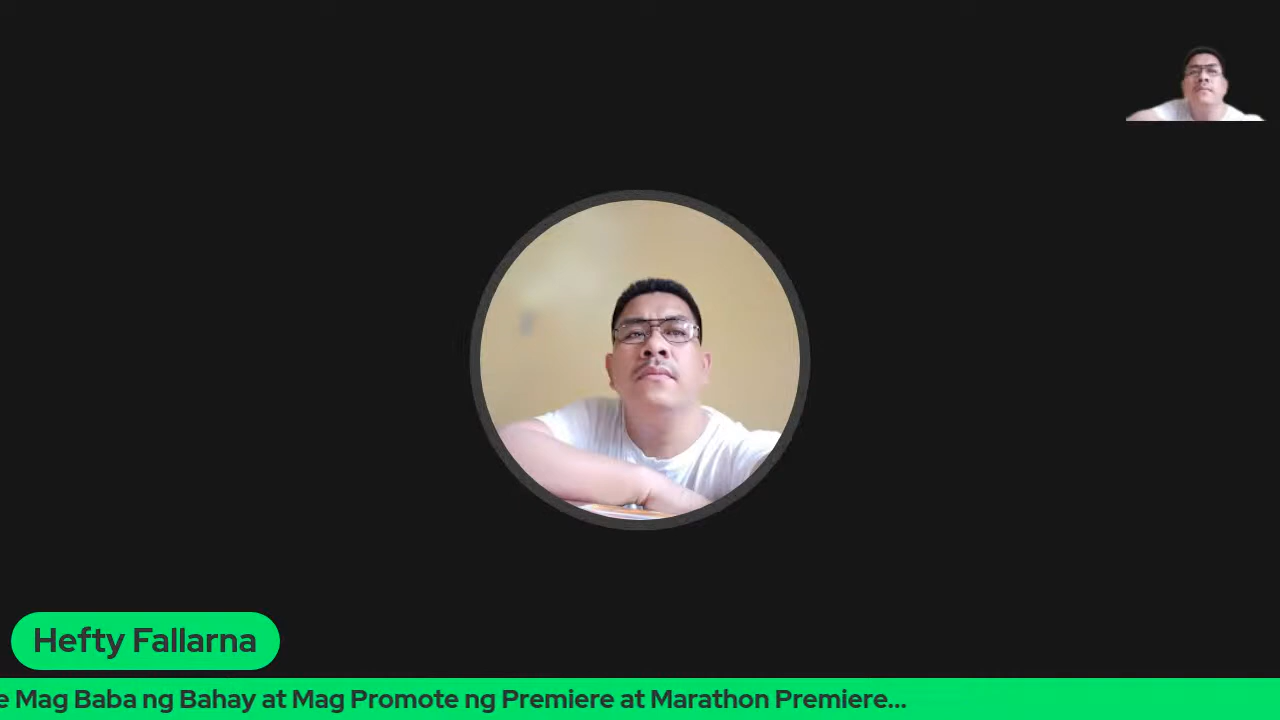 Hefty Fallarna
e Mag Baba ng Bahay at Mag Promote ng Premiere at Marathon Premiere...